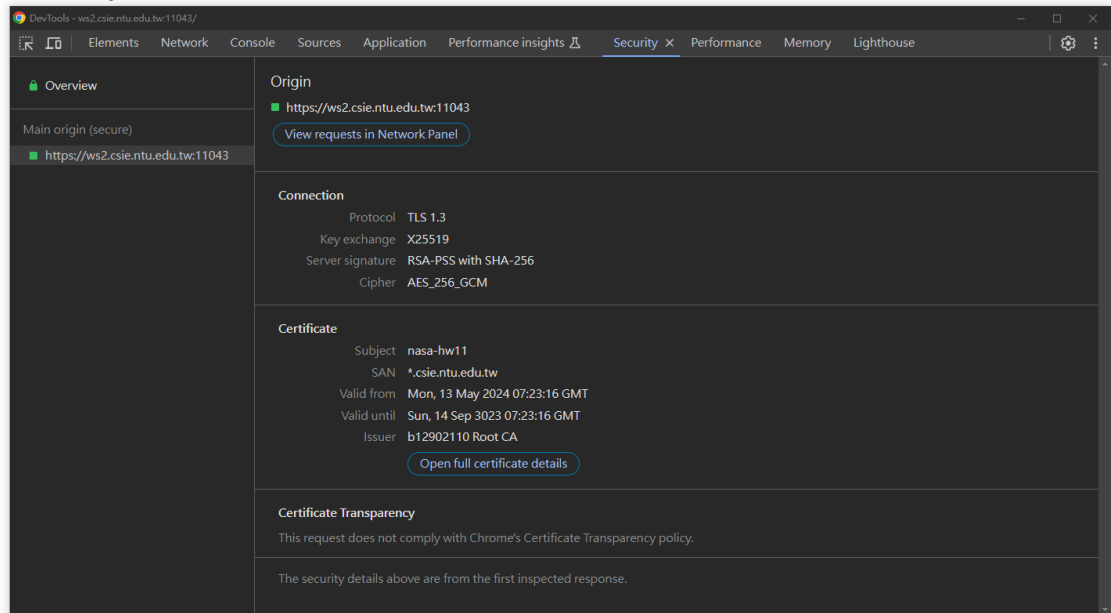 DevTools - ws2.csie.ntu.edu.tw:11043/
Elements Network Console Sources Application Performance insights Security Performance Memory Lighthouse
Overview
Main origin (secure)
https://ws2.csie.ntu.edu.tw:11043
Origin
https://ws2.csie.ntu.edu.tw:11043
View requests in Network Panel
Connection
Protocol TLS 1.3
Key exchange X25519
Server signature RSA-PSS with SHA-256
Cipher AES_256_GCM
Certificate
Subject nasa-hw11
SAN *.csie.ntu.edu.tw
Valid from Mon, 13 May 2024 07:23:16 GMT
Valid until Sun, 14 Sep 3023 07:23:16 GMT
Issuer b12902110 Root CA
Open full certificate details
Certificate Transparency
This request does not comply with Chrome's Certificate Transparency policy.
The security details above are from the first inspected response.